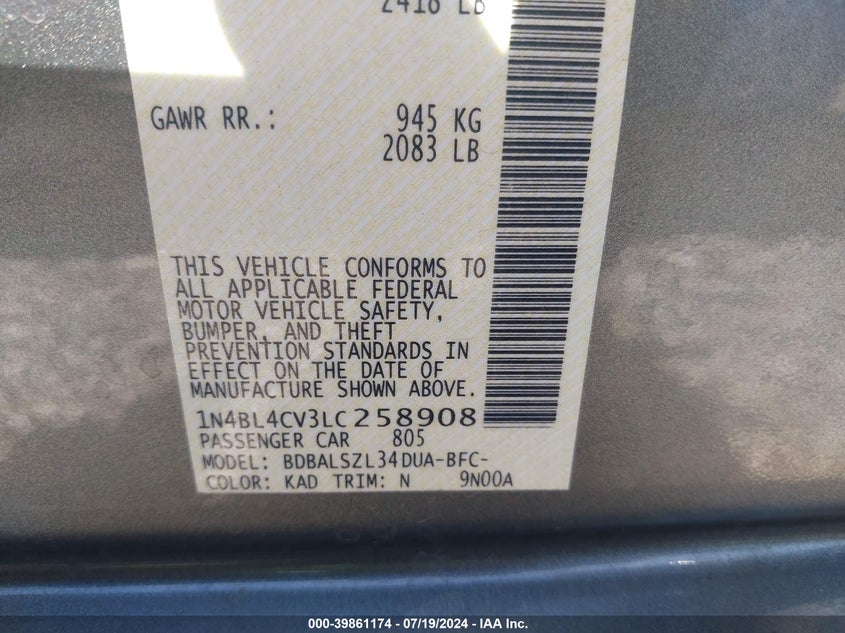 2418 LB
GAWR RR.: 945 KG
2083 LB
THIS VEHICLE CONFORMS TO
ALL APPLICABLE FEDERAL
MOTOR VEHICLE SAFETY,
BUMPER, AND THEFT
PREVENTION STANDARDS IN
EFFECT ON THE DATE OF
MANUFACTURE SHOWN ABOVE.
1N4BL4CV3LC258908
PASSENGER CAR 805
MODEL: BDBALSZL34DUA-BFC-
COLOR: KAD TRIM: N 9N00A
000-39861174 - 07/19/2024 - IAA Inc.